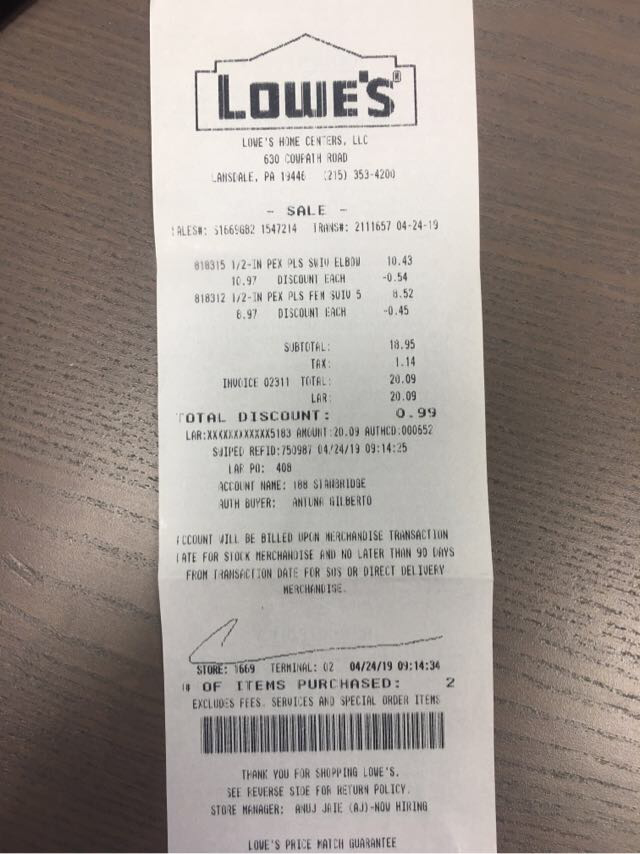 LOWE'S®
LOWE'S HOME CENTERS, LLC
630 COWPATH ROAD
LANSDALE, PA 19446 (215) 353-4200
- SALE -
SALES#: S1669GB2 1547214 TRANS#: 2111657 04-24-19
818315 1/2-IN PEX PLS SWIV ELBOW 10.43
10.97 DISCOUNT EACH -0.54
818312 1/2-IN PEX PLS FEM SWIV 5 8.52
8.97 DISCOUNT EACH -0.45
SUBTOTAL: 18.95
TAX: 1.14
INVOICE 02311 TOTAL: 20.09
LAR: 20.09
TOTAL DISCOUNT: 0.99
LAR:XXXXXXXXXXXX5183 AMOUNT:20.09 AUTHCD:000652
SWIPED REFID:750987 04/24/19 09:14:25
LAR PO: 408
ACCOUNT NAME: 188 STANBRIDGE
AUTH BUYER: ANTUNA GILBERTO
ACCOUNT WILL BE BILLED UPON MERCHANDISE TRANSACTION
DATE FOR STOCK MERCHANDISE AND NO LATER THAN 90 DAYS
FROM TRANSACTION DATE FOR SOS OR DIRECT DELIVERY
MERCHANDISE.
STORE: 1669 TERMINAL: 02 04/24/19 09:14:34
# OF ITEMS PURCHASED: 2
EXCLUDES FEES, SERVICES AND SPECIAL ORDER ITEMS
THANK YOU FOR SHOPPING LOWE'S.
SEE REVERSE SIDE FOR RETURN POLICY.
STORE MANAGER: ANUJ JAIE (AJ)-NOW HIRING
LOWE'S PRICE MATCH GUARANTEE